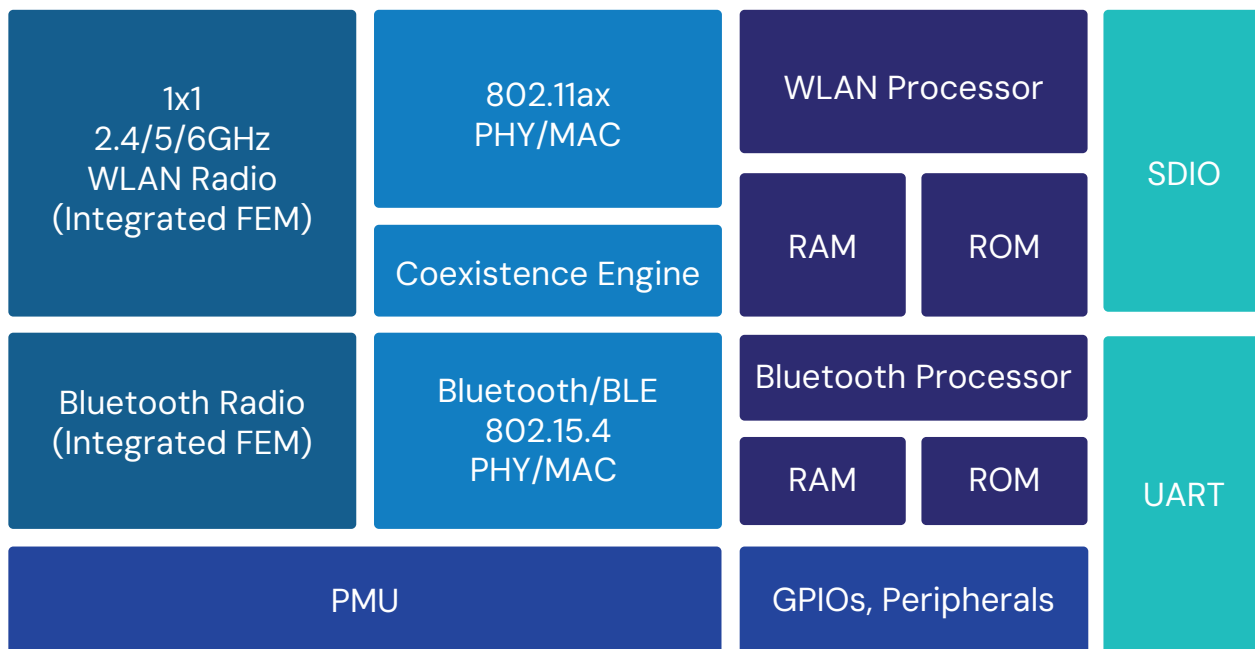 1x1
2.4/5/6GHz
WLAN Radio
(Integrated FEM)
802.11ax
PHY/MAC
Coexistence Engine
WLAN Processor
RAM
ROM
SDIO
Bluetooth Radio
(Integrated FEM)
Bluetooth/BLE
802.15.4
PHY/MAC
Bluetooth Processor
RAM
ROM
UART
PMU
GPIOs, Peripherals